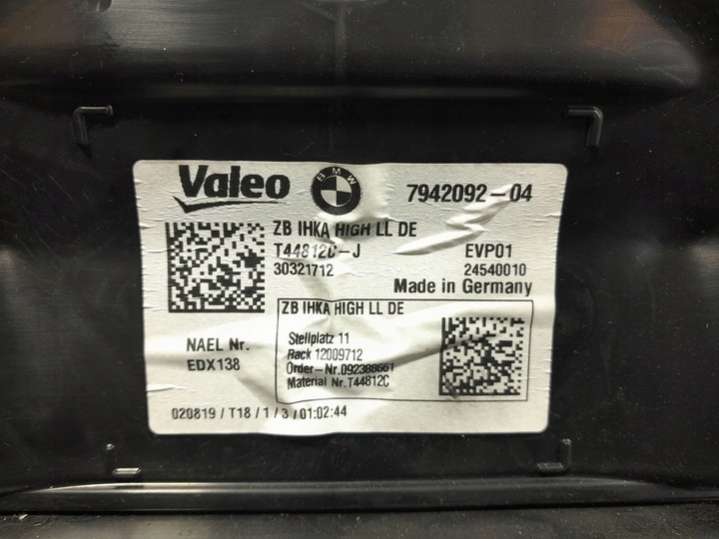 Valeo BMW 7942092-04
ZB IHKA HIGH LL DE
T44812C-J EVP01
30321712 24540010
Made in Germany
ZB IHKA HIGH LL DE
Stellplatz 11
Rack 12009712
NAEL Nr.
EDX138
Order-Nr.092388661
Material Nr.T44812C
020819/T18/1/3/01:02:44